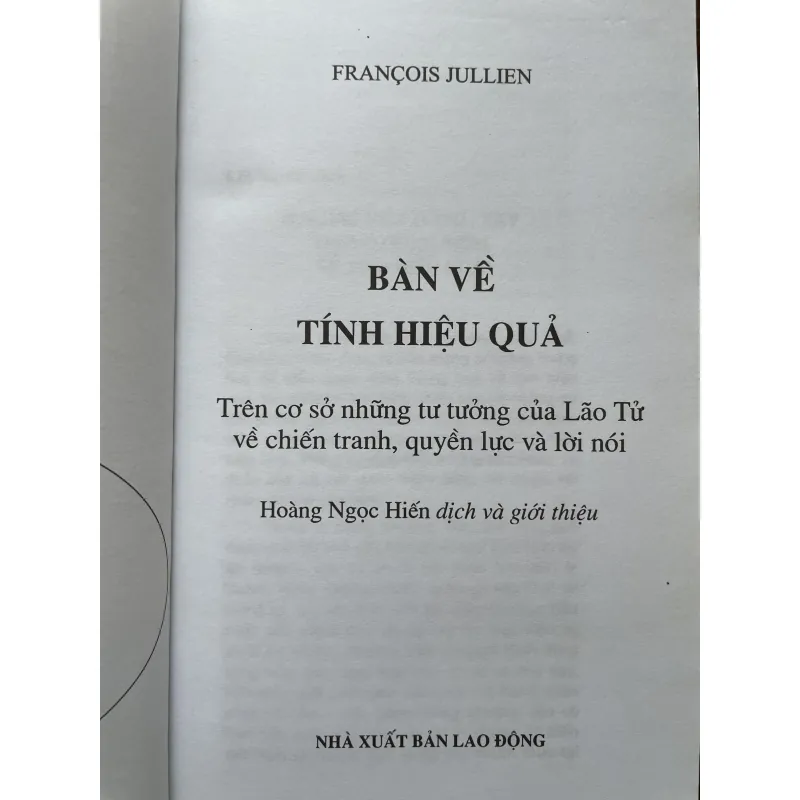 FRANÇOIS JULLIEN
BÀN VỀ
TÍNH HIỆU QUẢ
Trên cơ sở những tư tưởng của Lão Tử
về chiến tranh, quyền lực và lời nói
Hoàng Ngọc Hiến dịch và giới thiệu
NHÀ XUẤT BẢN LAO ĐỘNG